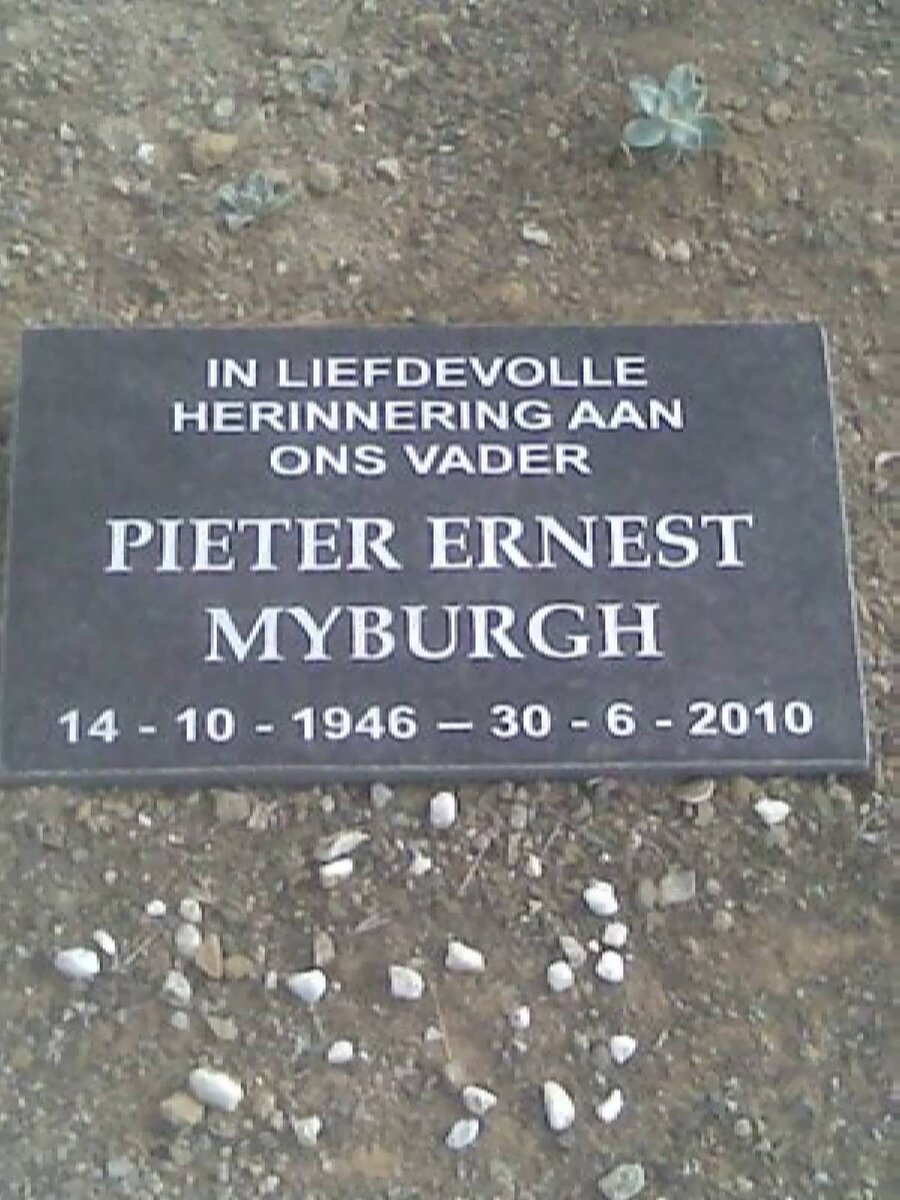 IN LIEFDEVOLLE
HERINNERING AAN
ONS VADER
PIETER ERNEST
MYBURGH
14 - 10 - 1946 – 30 - 6 - 2010